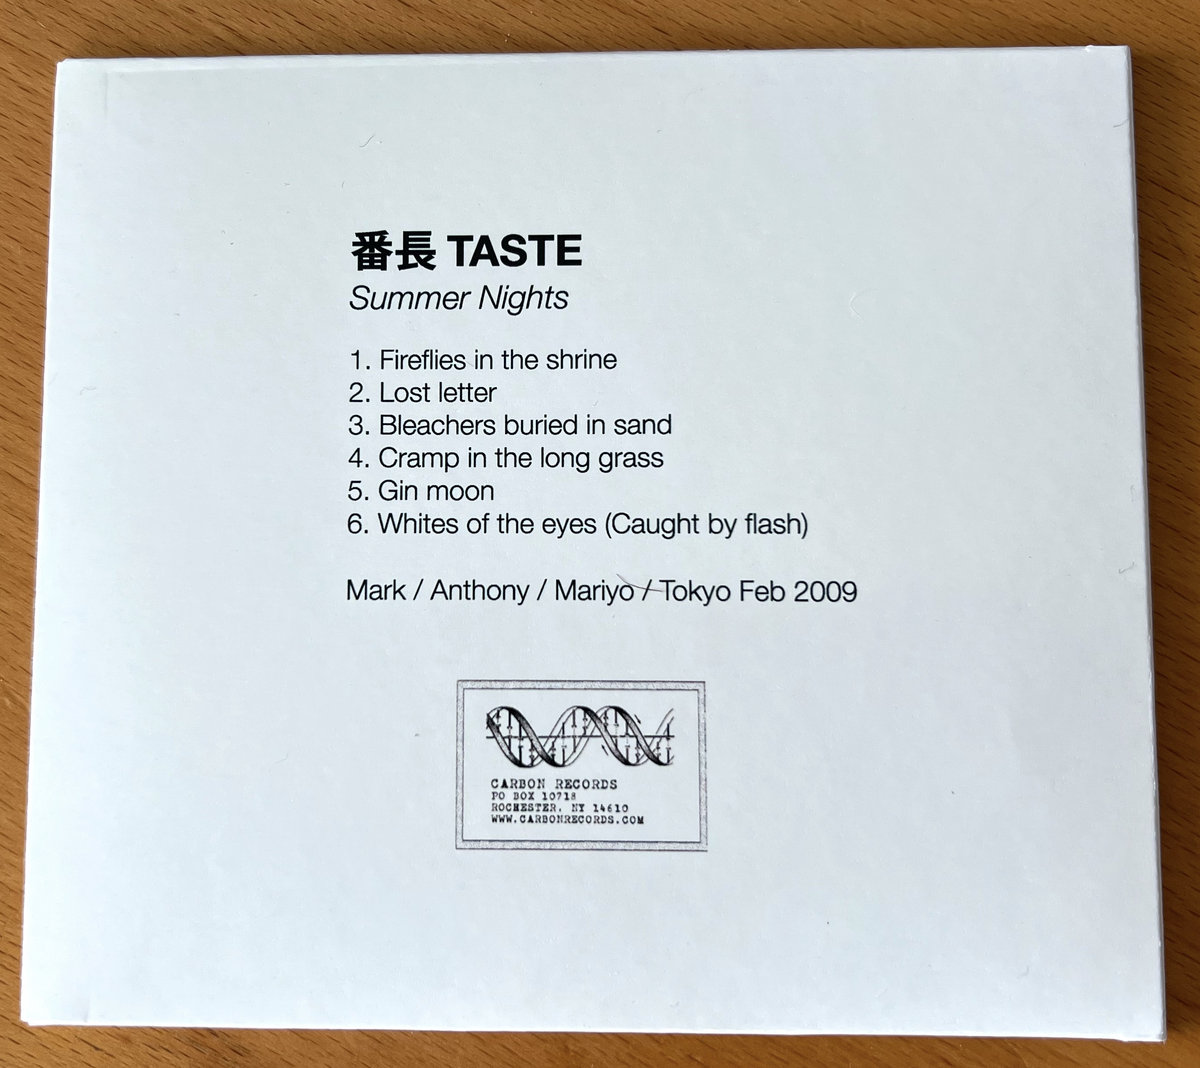 番長 TASTE
Summer Nights
1. Fireflies in the shrine
2. Lost letter
3. Bleachers buried in sand
4. Cramp in the long grass
5. Gin moon
6. Whites of the eyes (Caught by flash)
Mark / Anthony / Mariyo / Tokyo Feb 2009
CARBON RECORDS
PO BOX 10718
ROCHESTER, NY 14610
WWW.CARBONRECORDS.COM